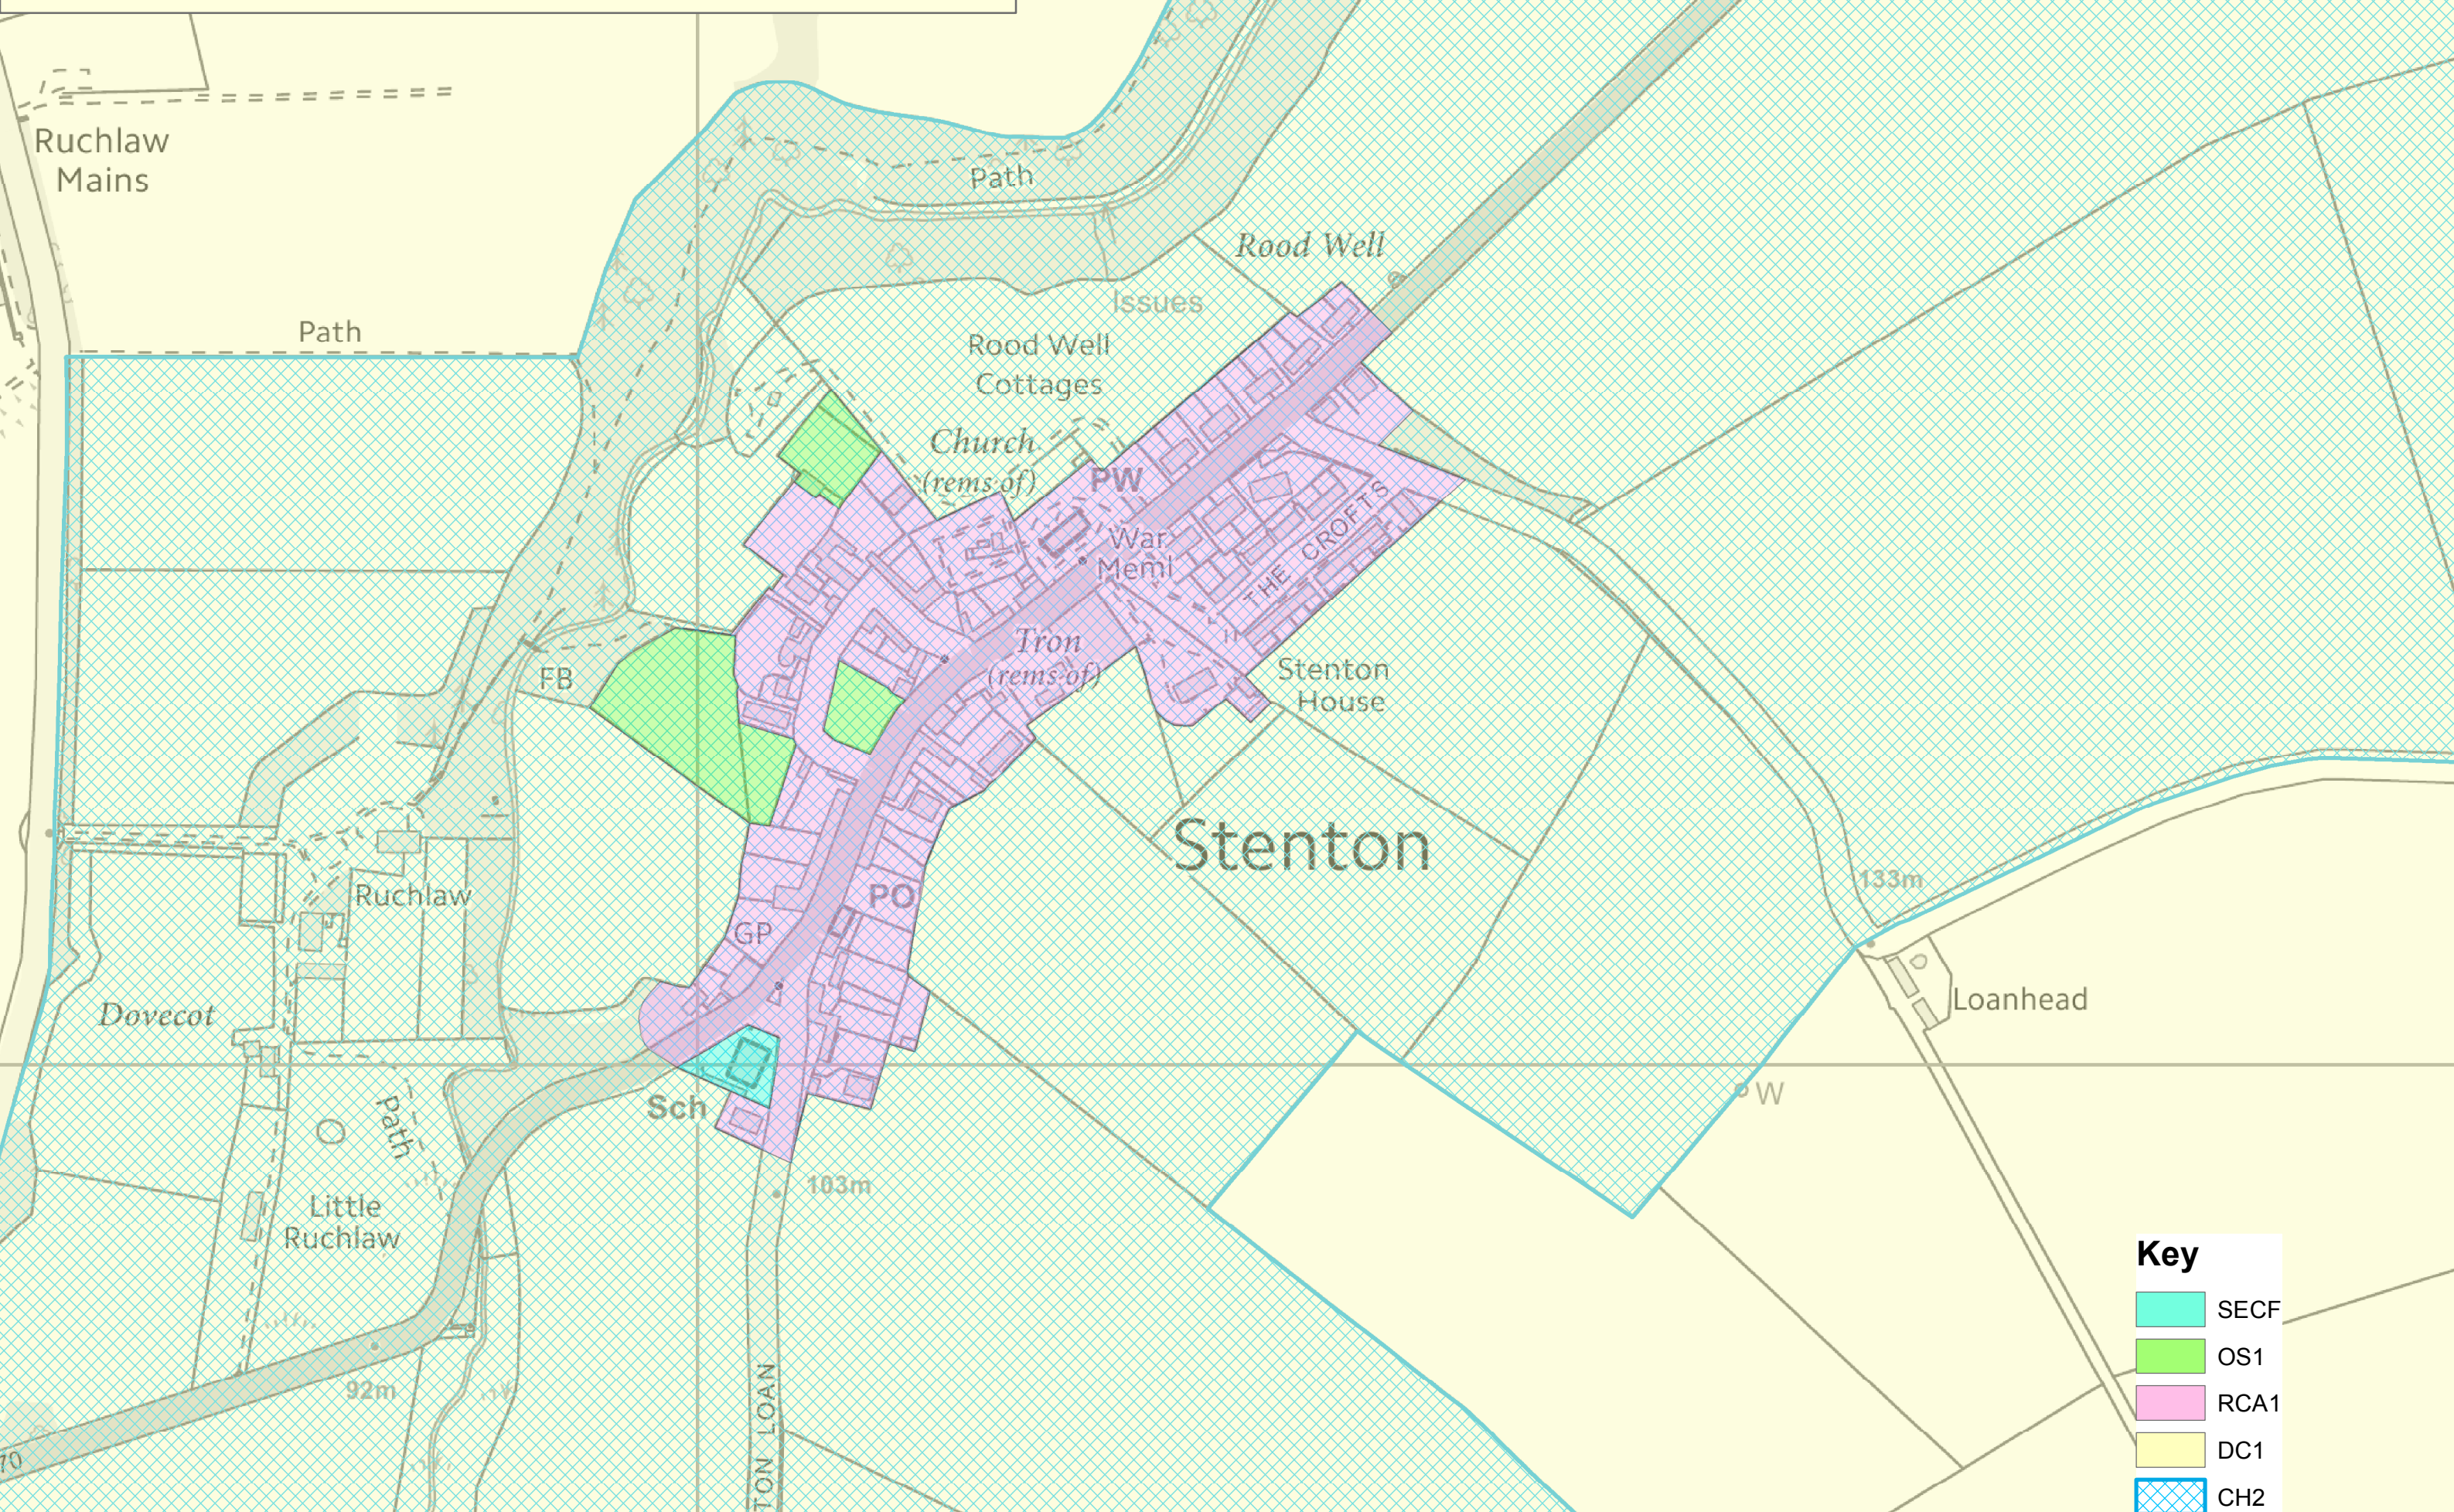 Ruchlaw
Mains
Path
Path
Rood Well
Issues
Rood Well
Cottages
Church
(rems of)
PW
War
Meml
THE CROFTS
Tron
(rems of)
Stenton
House
FB
Stenton
PO
GP
133m
Ruchlaw
Loanhead
Dovecot
W
Sch
Path
103m
Little
Ruchlaw
92m
TON LOAN
70
Key
SECF
OS1
RCA1
DC1
CH2